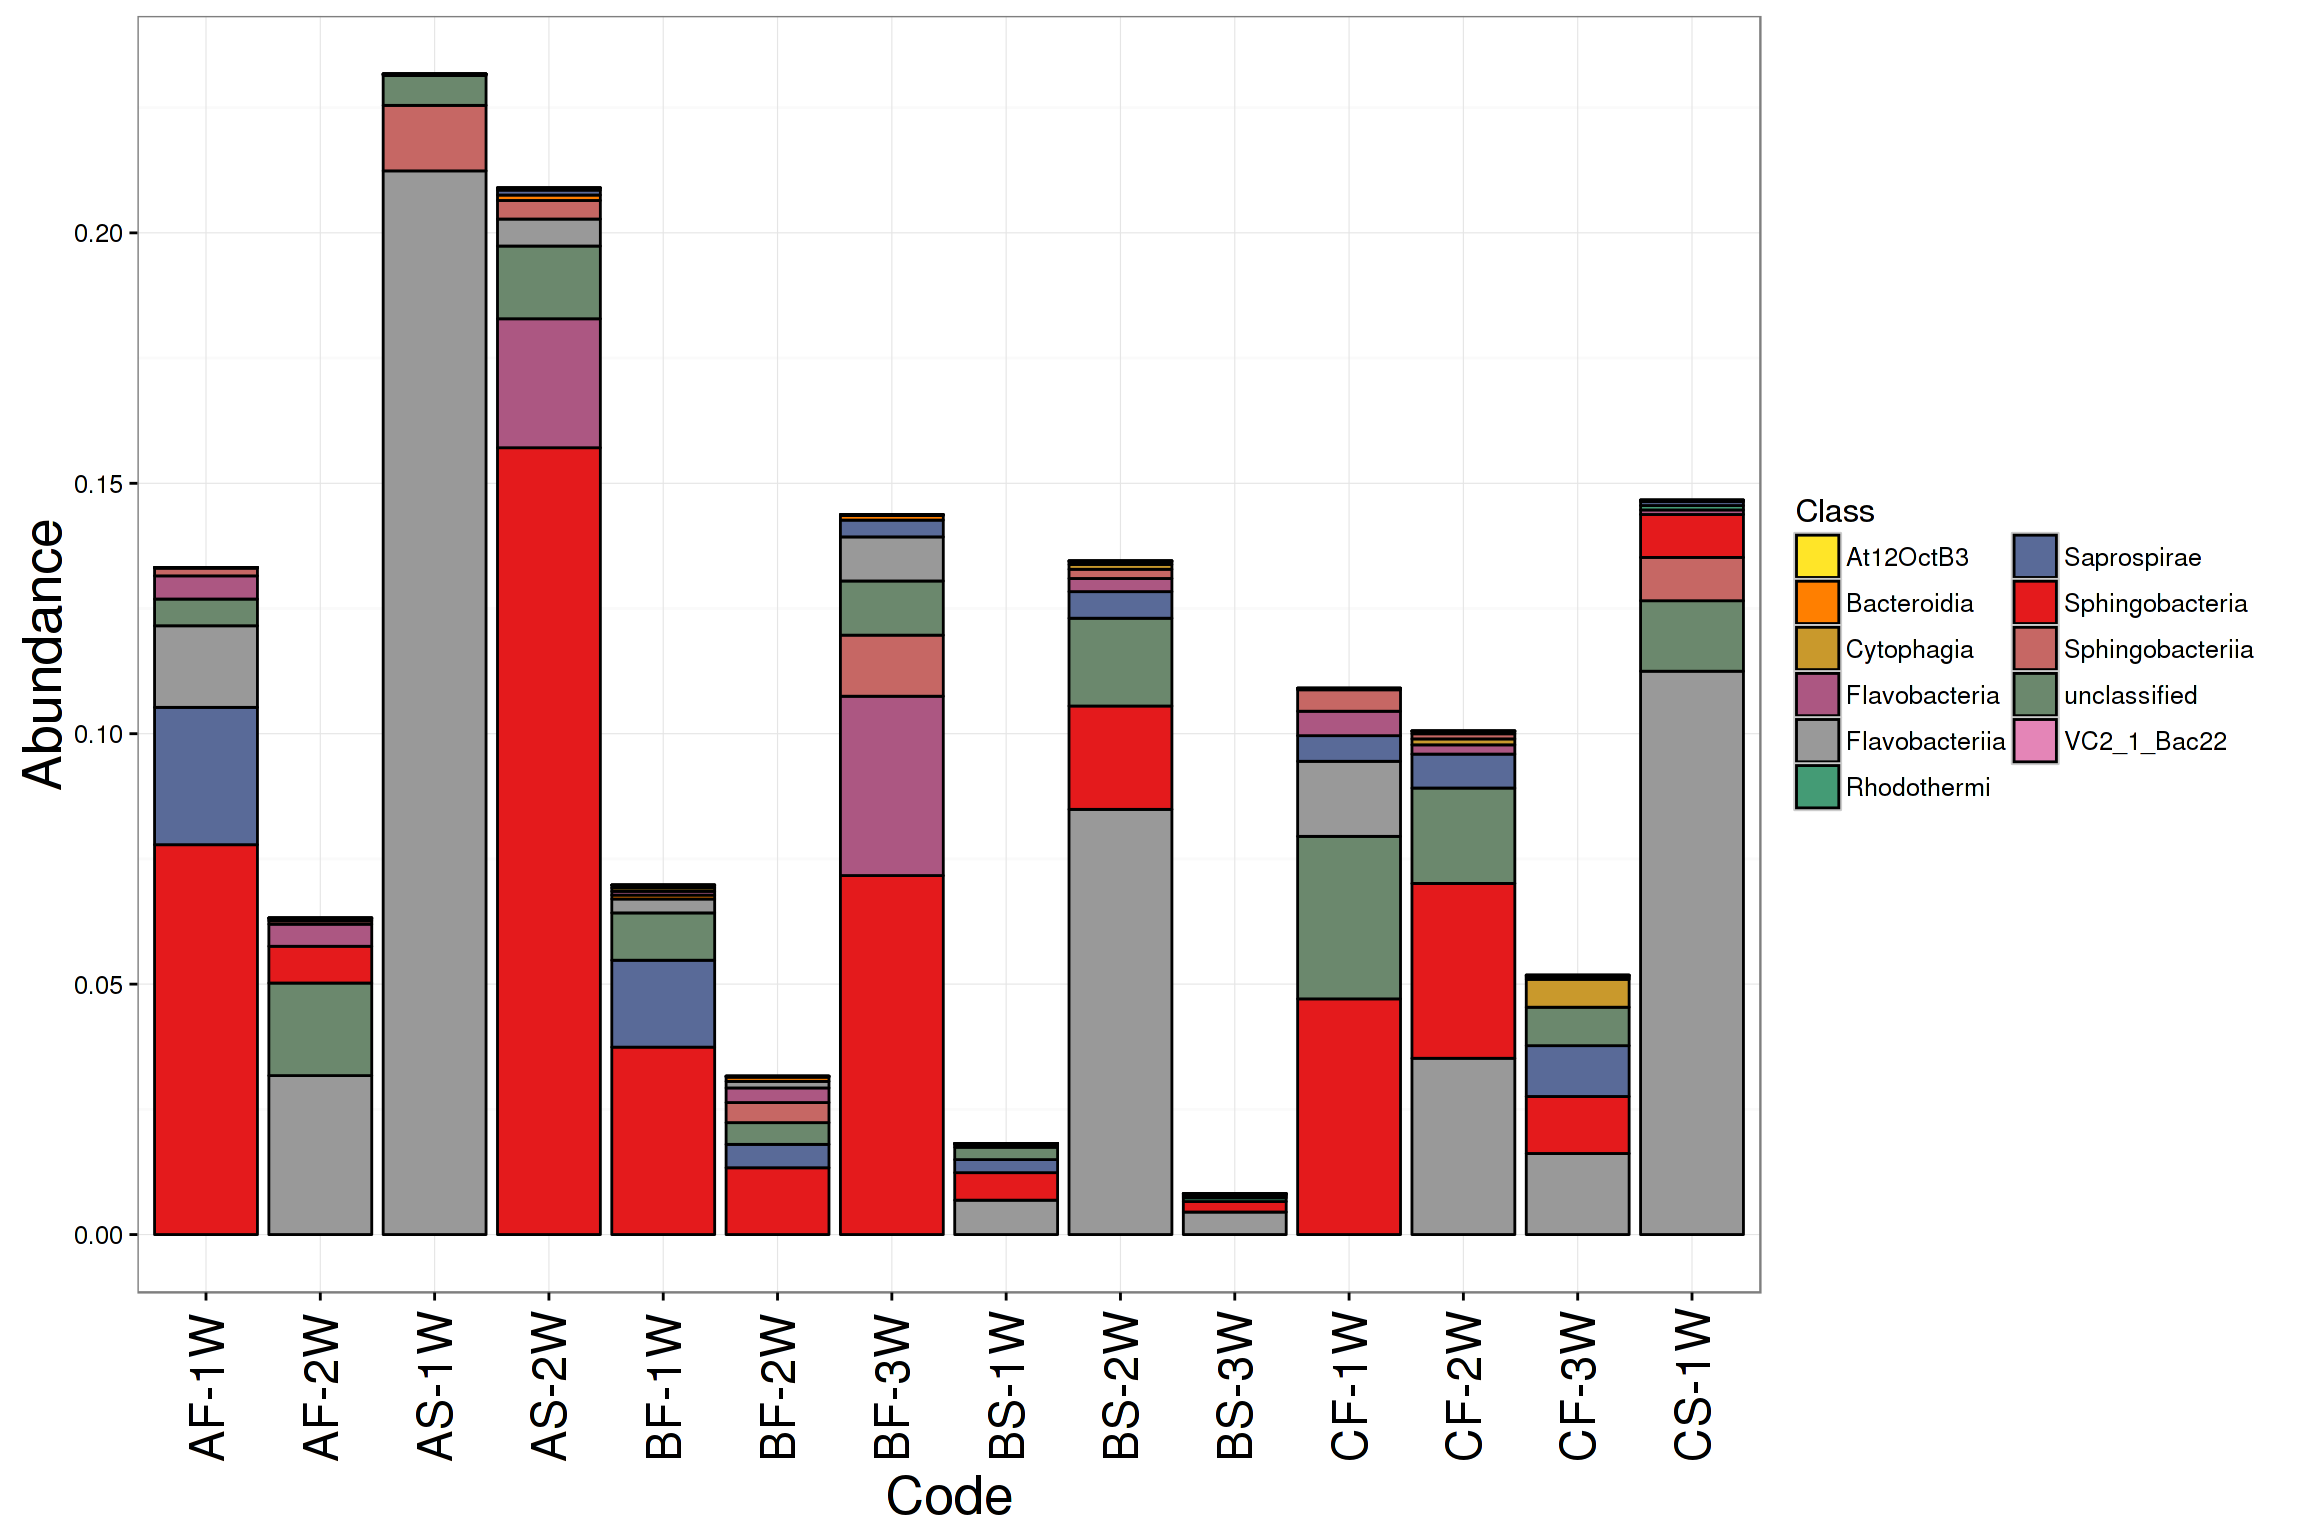 Abundance
0.20
0.15
0.10
0.05
0.00
AF-1W
AF-2W
AS-1W
AS-2W
BF-1W
BF-2W
BF-3W
BS-1W
BS-2W
BS-3W
CF-1W
CF-2W
CF-3W
CS-1W
Code
Class
At12OctB3
Bacteroidia
Cytophagia
Flavobacteria
Flavobacteriia
Rhodothermi
Saprospirae
Sphingobacteria
Sphingobacteriia
unclassified
VC2_1_Bac22